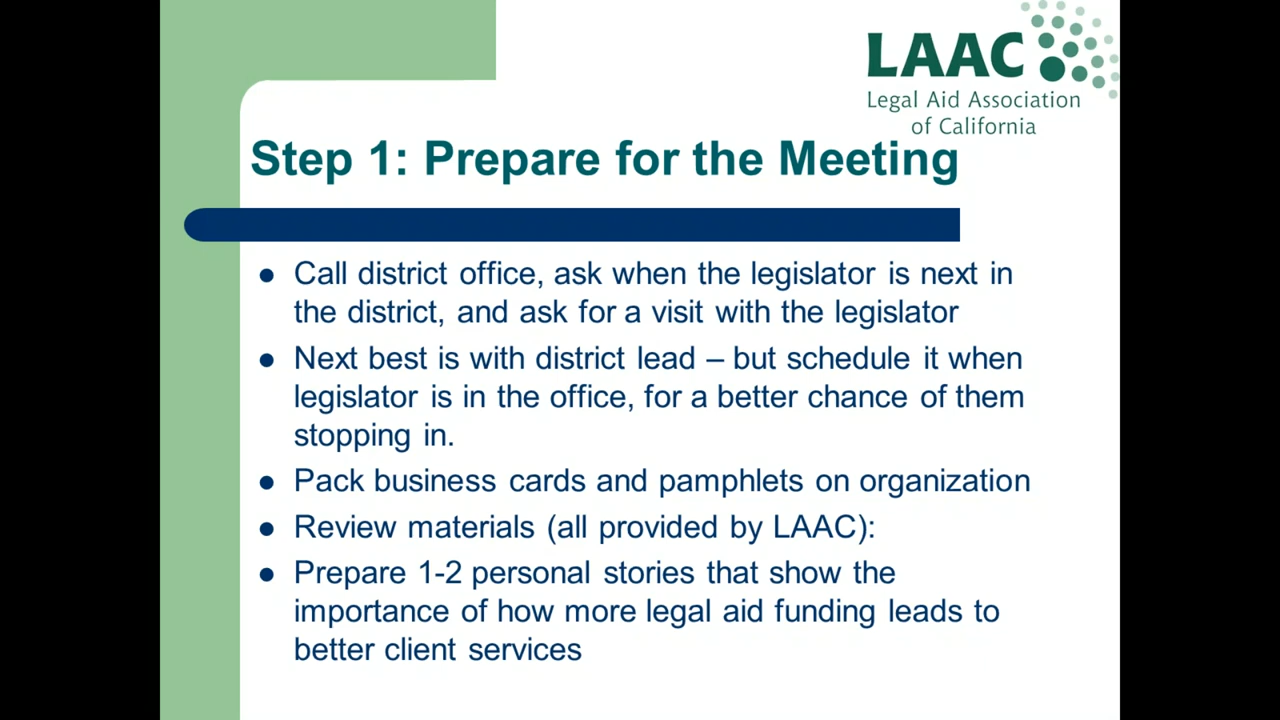 LAAC
Legal Aid Association
of California
Step 1: Prepare for the Meeting
● Call district office, ask when the legislator is next in
the district, and ask for a visit with the legislator
● Next best is with district lead – but schedule it when
legislator is in the office, for a better chance of them
stopping in.
● Pack business cards and pamphlets on organization
● Review materials (all provided by LAAC):
● Prepare 1-2 personal stories that show the
importance of how more legal aid funding leads to
better client services